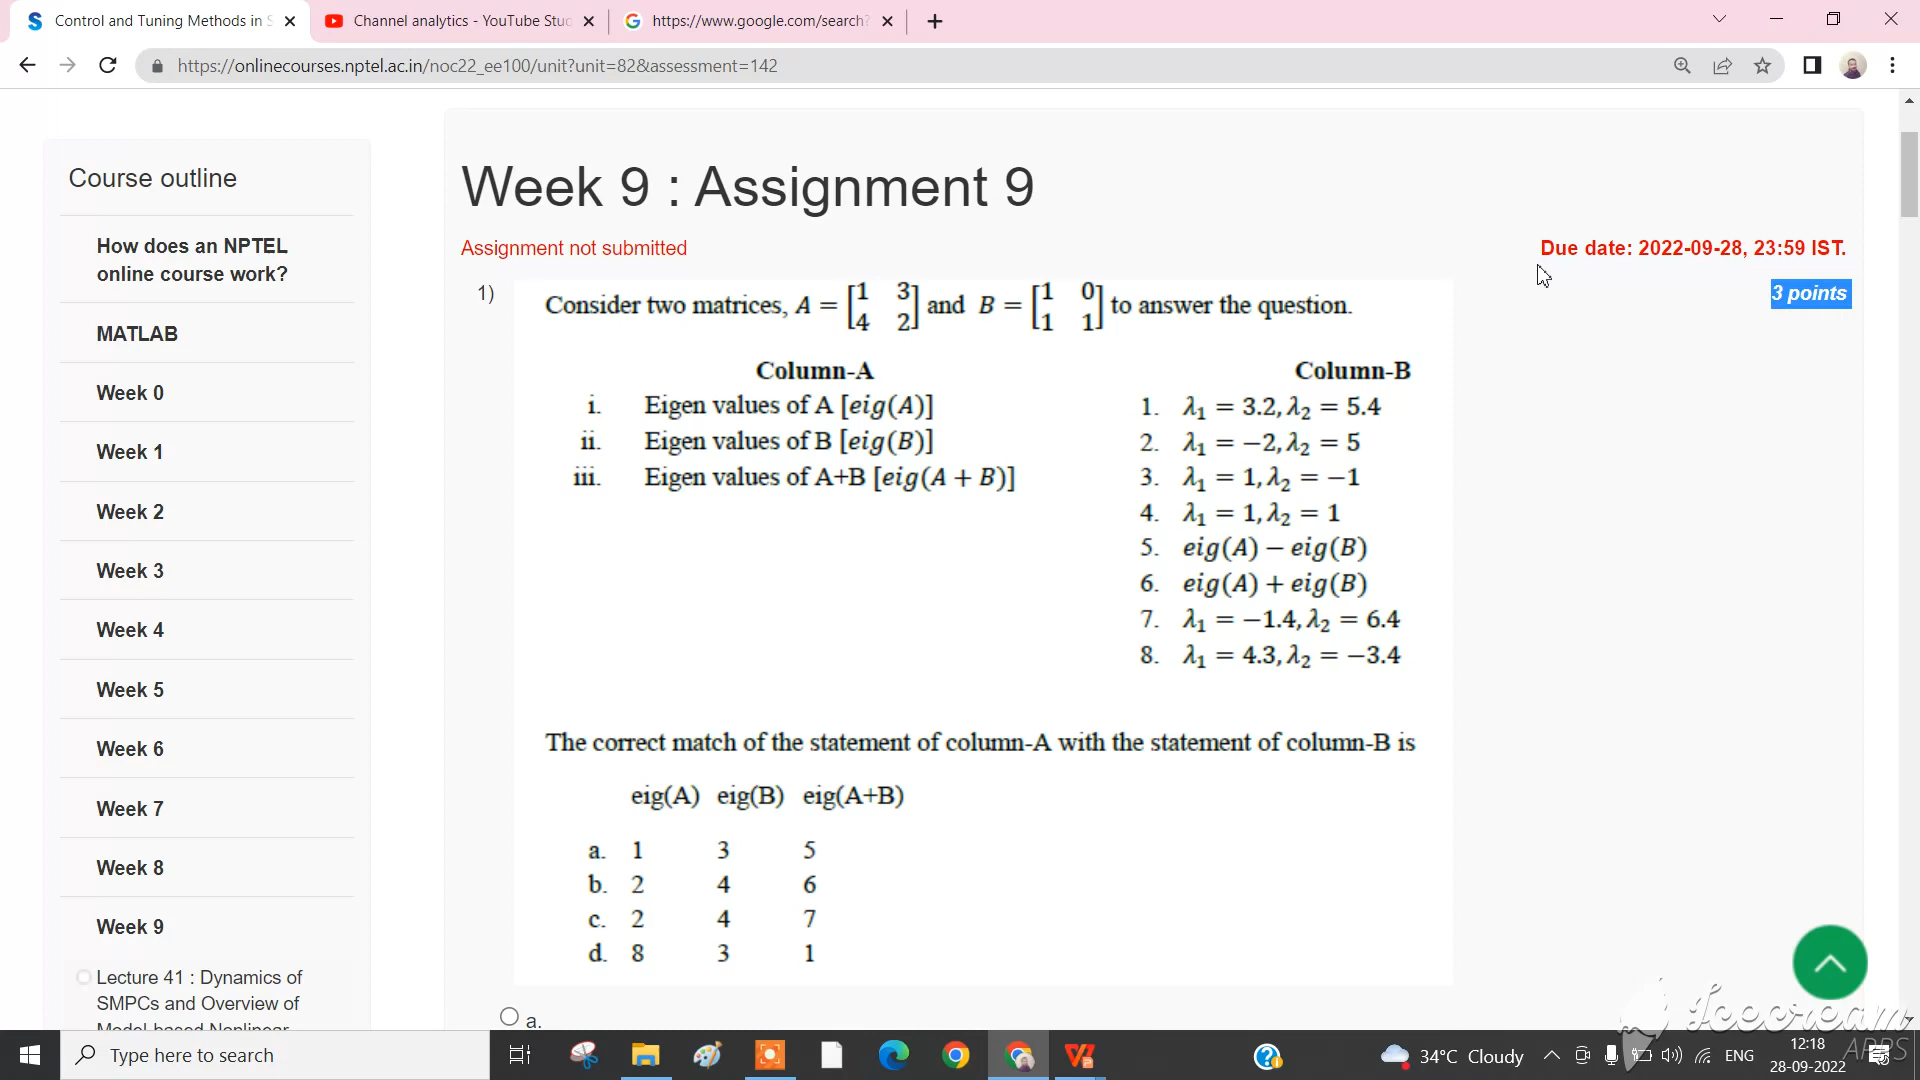 Control and Tuning Methods in S
Channel analytics - YouTube Stud
https://www.google.com/search?
https://onlinecourses.nptel.ac.in/noc22_ee100/unit?unit=82&assessment=142
Course outline
How does an NPTEL
online course work?
MATLAB
Week 0
Week 1
Week 2
Week 3
Week 4
Week 5
Week 6
Week 7
Week 8
Week 9
Lecture 41 : Dynamics of
SMPCs and Overview of
Model-based Nonlinear
Week 9 : Assignment 9
Assignment not submitted
Due date: 2022-09-28, 23:59 IST.
1)
3 points
Consider two matrices, A = [1 3; 4 2] and B = [1 0; 1 1] to answer the question.
Column-A Column-B
i. Eigen values of A [eig(A)]
ii. Eigen values of B [eig(B)]
iii. Eigen values of A+B [eig(A + B)]
1. λ₁ = 3.2, λ₂ = 5.4
2. λ₁ = −2, λ₂ = 5
3. λ₁ = 1, λ₂ = −1
4. λ₁ = 1, λ₂ = 1
5. eig(A) − eig(B)
6. eig(A) + eig(B)
7. λ₁ = −1.4, λ₂ = 6.4
8. λ₁ = 4.3, λ₂ = −3.4
The correct match of the statement of column-A with the statement of column-B is
eig(A) eig(B) eig(A+B)
a. 1 3 5
b. 2 4 6
c. 2 4 7
d. 8 3 1
a.
Icecream
APPS
Type here to search
34°C Cloudy
ENG
12:18
28-09-2022